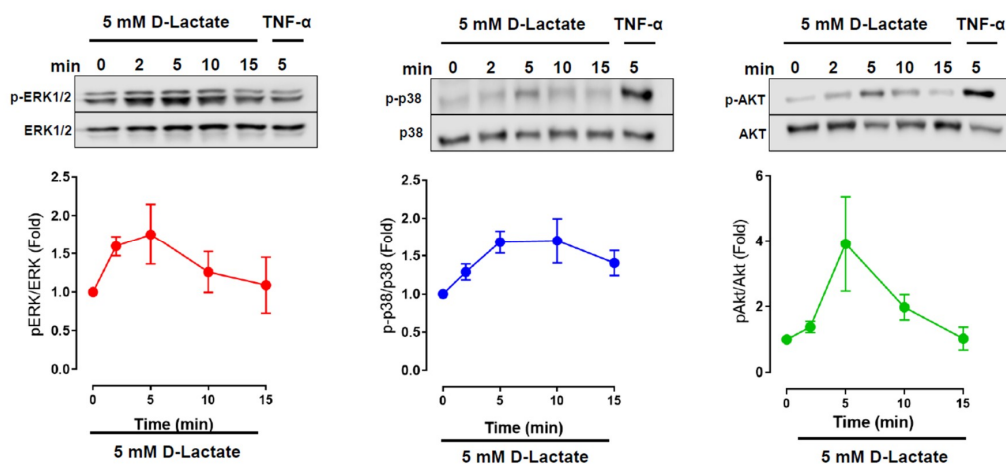 5 mM D-Lactate TNF-α
min 0 2 5 10 15 5
p-ERK1/2
ERK1/2
2.5
2.0
1.5
1.0
0.5
0.0
pERK/ERK (Fold)
0 5 10 15
Time (min)
5 mM D-Lactate
5 mM D-Lactate TNF-α
min 0 2 5 10 15 5
p-p38
p38
2.5
2.0
1.5
1.0
0.5
0.0
p-p38/p38 (Fold)
0 5 10 15
Time (min)
5 mM D-Lactate
5 mM D-Lactate TNF-α
min 0 2 5 10 15 5
p-AKT
AKT
6
4
2
0
pAkt/Akt (Fold)
0 5 10 15
Time (min)
5 mM D-Lactate